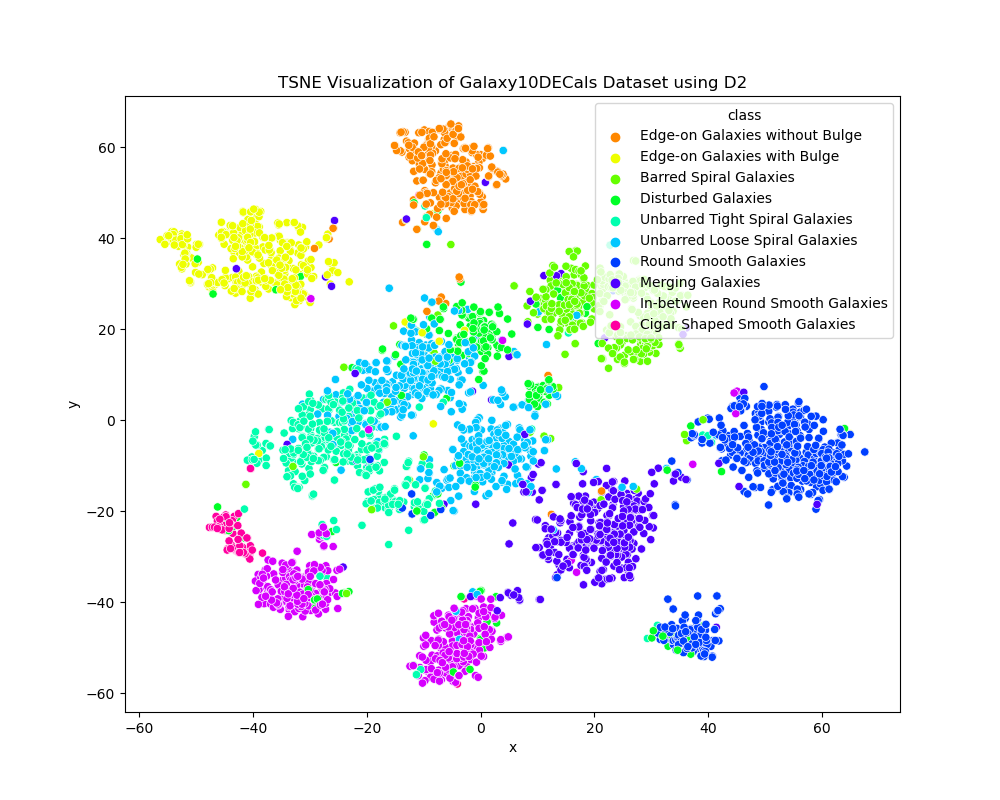 TSNE Visualization of Galaxy10DECals Dataset using D2
class
Edge-on Galaxies without Bulge
Edge-on Galaxies with Bulge
Barred Spiral Galaxies
Disturbed Galaxies
Unbarred Tight Spiral Galaxies
Unbarred Loose Spiral Galaxies
Round Smooth Galaxies
Merging Galaxies
In-between Round Smooth Galaxies
Cigar Shaped Smooth Galaxies
60
40
20
0
−20
−40
−60
y
−60 −40 −20 0 20 40 60
x